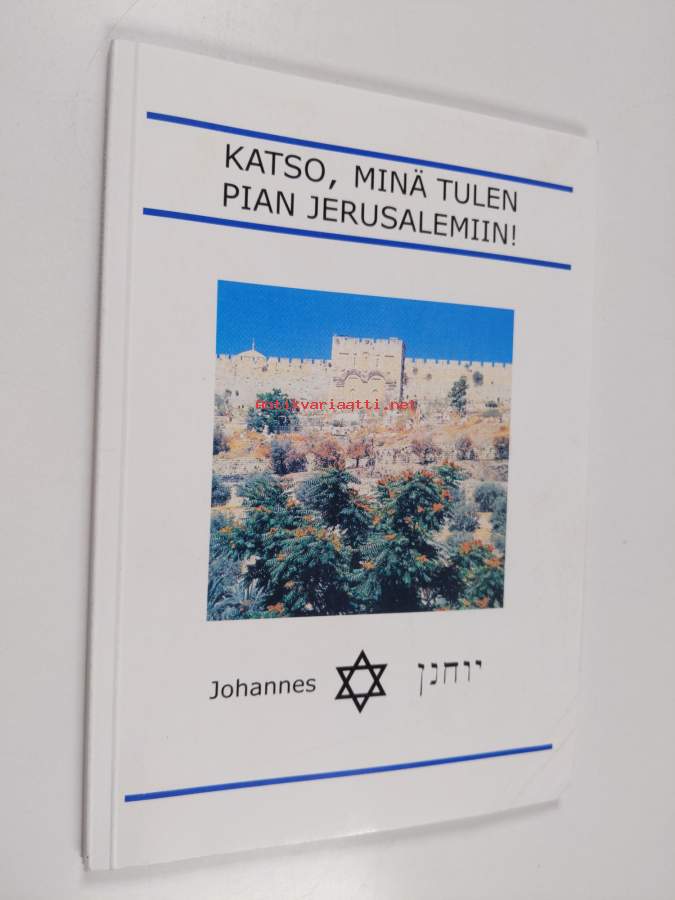 KATSO, MINÄ TULEN
PIAN JERUSALEMIIN!
Antikvariaatti.net
Johannes יוחנן